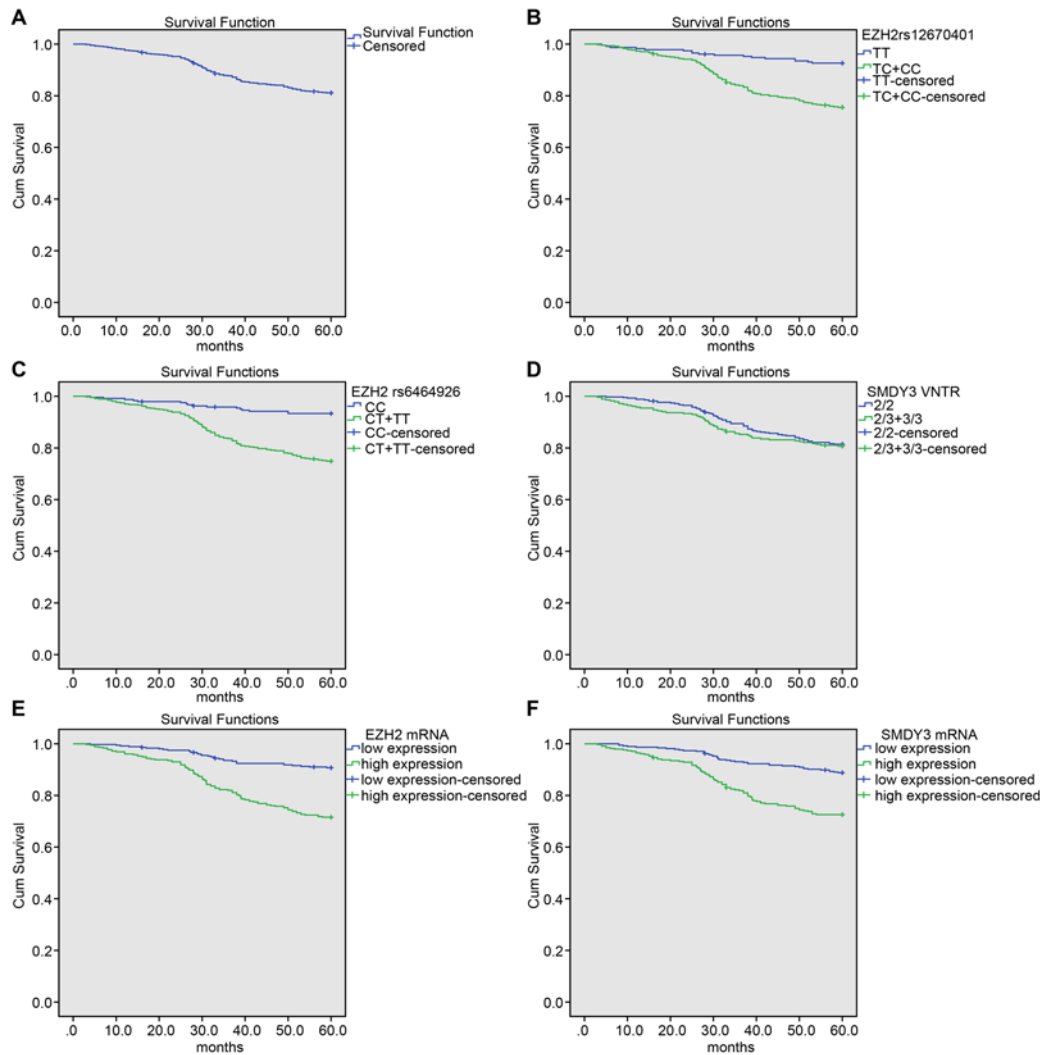 A
Survival Function
Survival Function
Censored
1.0
0.8
0.6
0.4
0.2
0.0
Cum Survival
0.0 10.0 20.0 30.0 40.0 50.0 60.0
months
B
Survival Functions
EZH2rs12670401
TT
TC+CC
TT-censored
TC+CC-censored
1.0
0.8
0.6
0.4
0.2
0.0
Cum Survival
0.0 10.0 20.0 30.0 40.0 50.0 60.0
months
C
Survival Functions
EZH2 rs6464926
CC
CT+TT
CC-censored
CT+TT-censored
1.0
0.8
0.6
0.4
0.2
0.0
Cum Survival
.0 10.0 20.0 30.0 40.0 50.0 60.0
months
D
Survival Functions
SMDY3 VNTR
2/2
2/3+3/3
2/2-censored
2/3+3/3-censored
1.0
0.8
0.6
0.4
0.2
0.0
Cum Survival
.0 10.0 20.0 30.0 40.0 50.0 60.0
months
E
Survival Functions
EZH2 mRNA
low expression
high expression
low expression-censored
high expression-censored
1.0
0.8
0.6
0.4
0.2
0.0
Cum Survival
.0 10.0 20.0 30.0 40.0 50.0 60.0
months
F
Survival Functions
SMDY3 mRNA
low expression
high expression
low expression-censored
high expression-censored
1.0
0.8
0.6
0.4
0.2
0.0
Cum Survival
.0 10.0 20.0 30.0 40.0 50.0 60.0
months